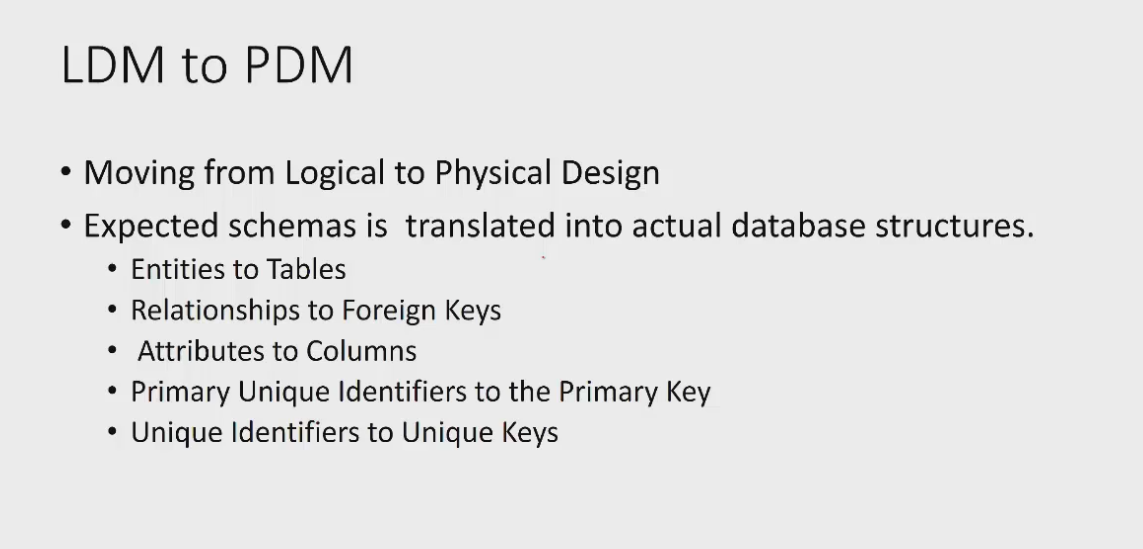 LDM to PDM
• Moving from Logical to Physical Design
• Expected schemas is translated into actual database structures.
• Entities to Tables
• Relationships to Foreign Keys
• Attributes to Columns
• Primary Unique Identifiers to the Primary Key
• Unique Identifiers to Unique Keys